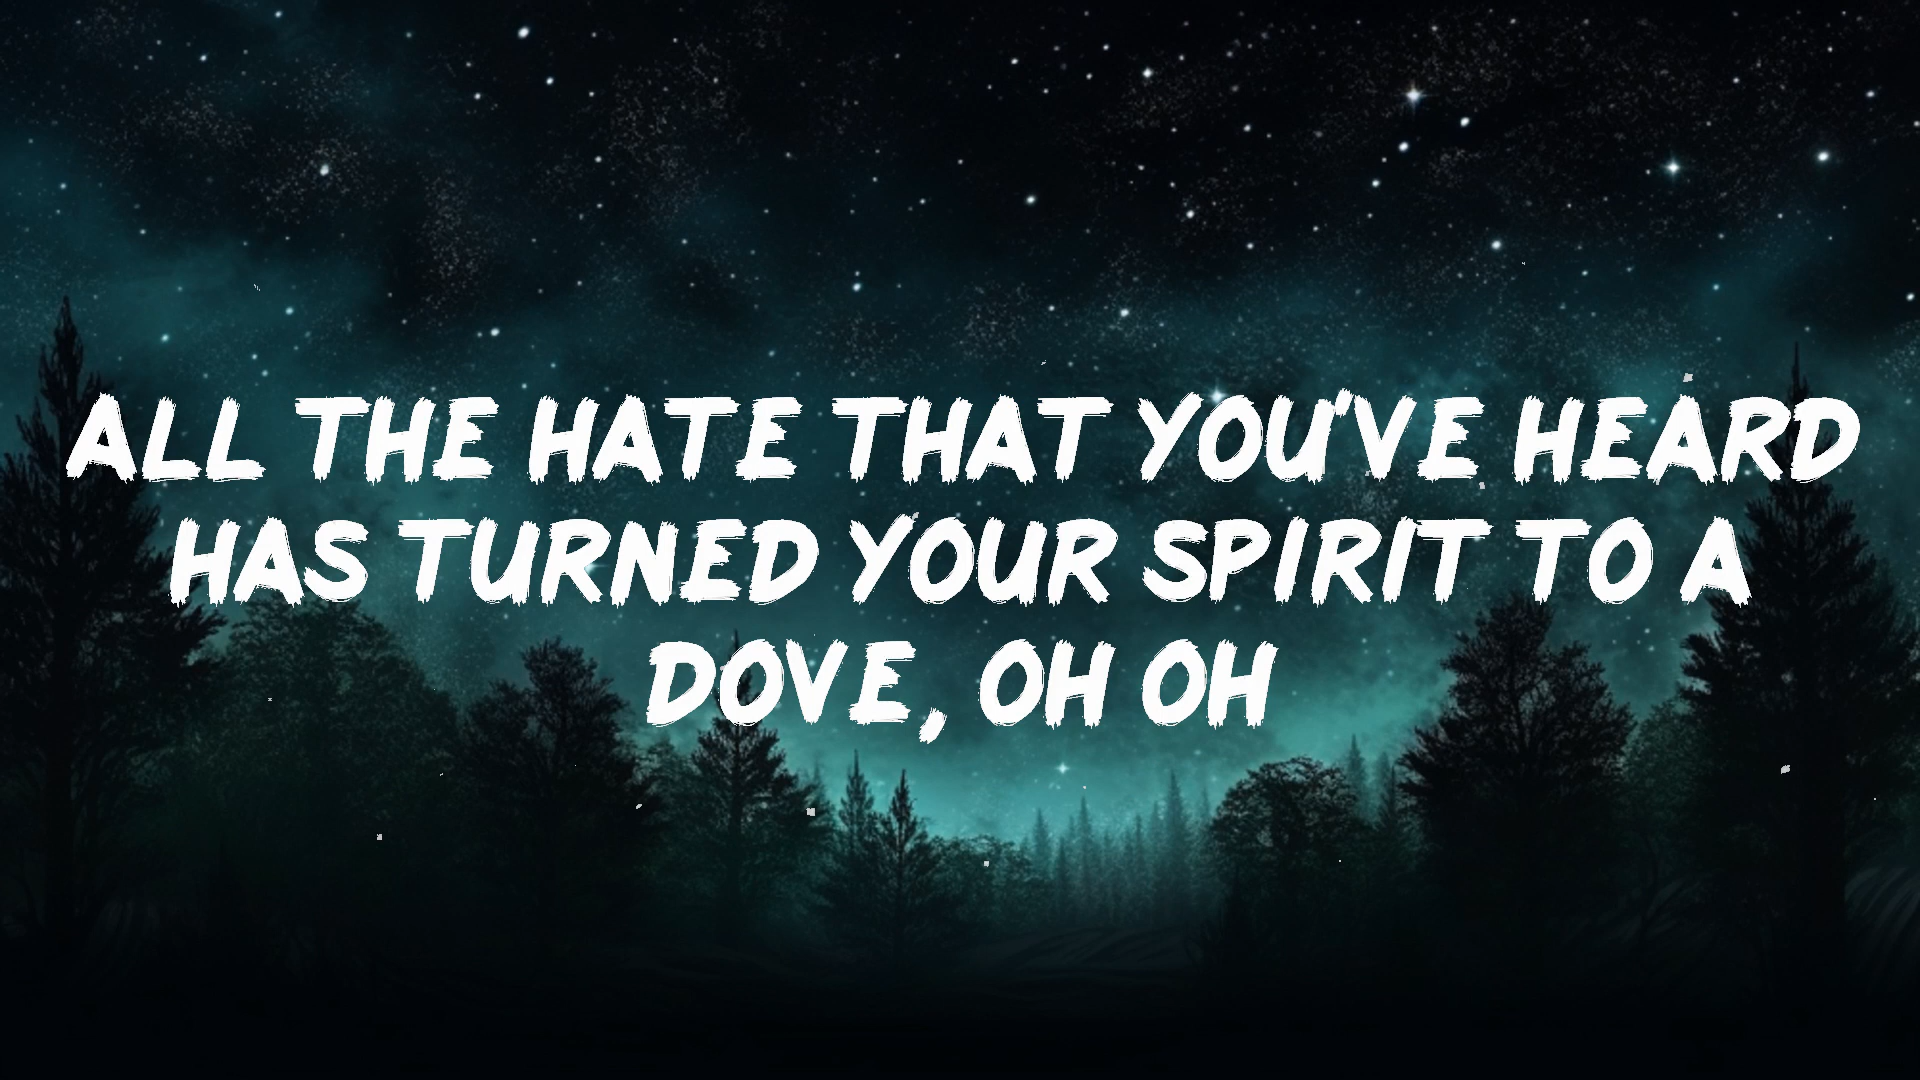 ALL THE HATE THAT YOU'VE HEARD
HAS TURNED YOUR SPIRIT TO A
DOVE, OH OH